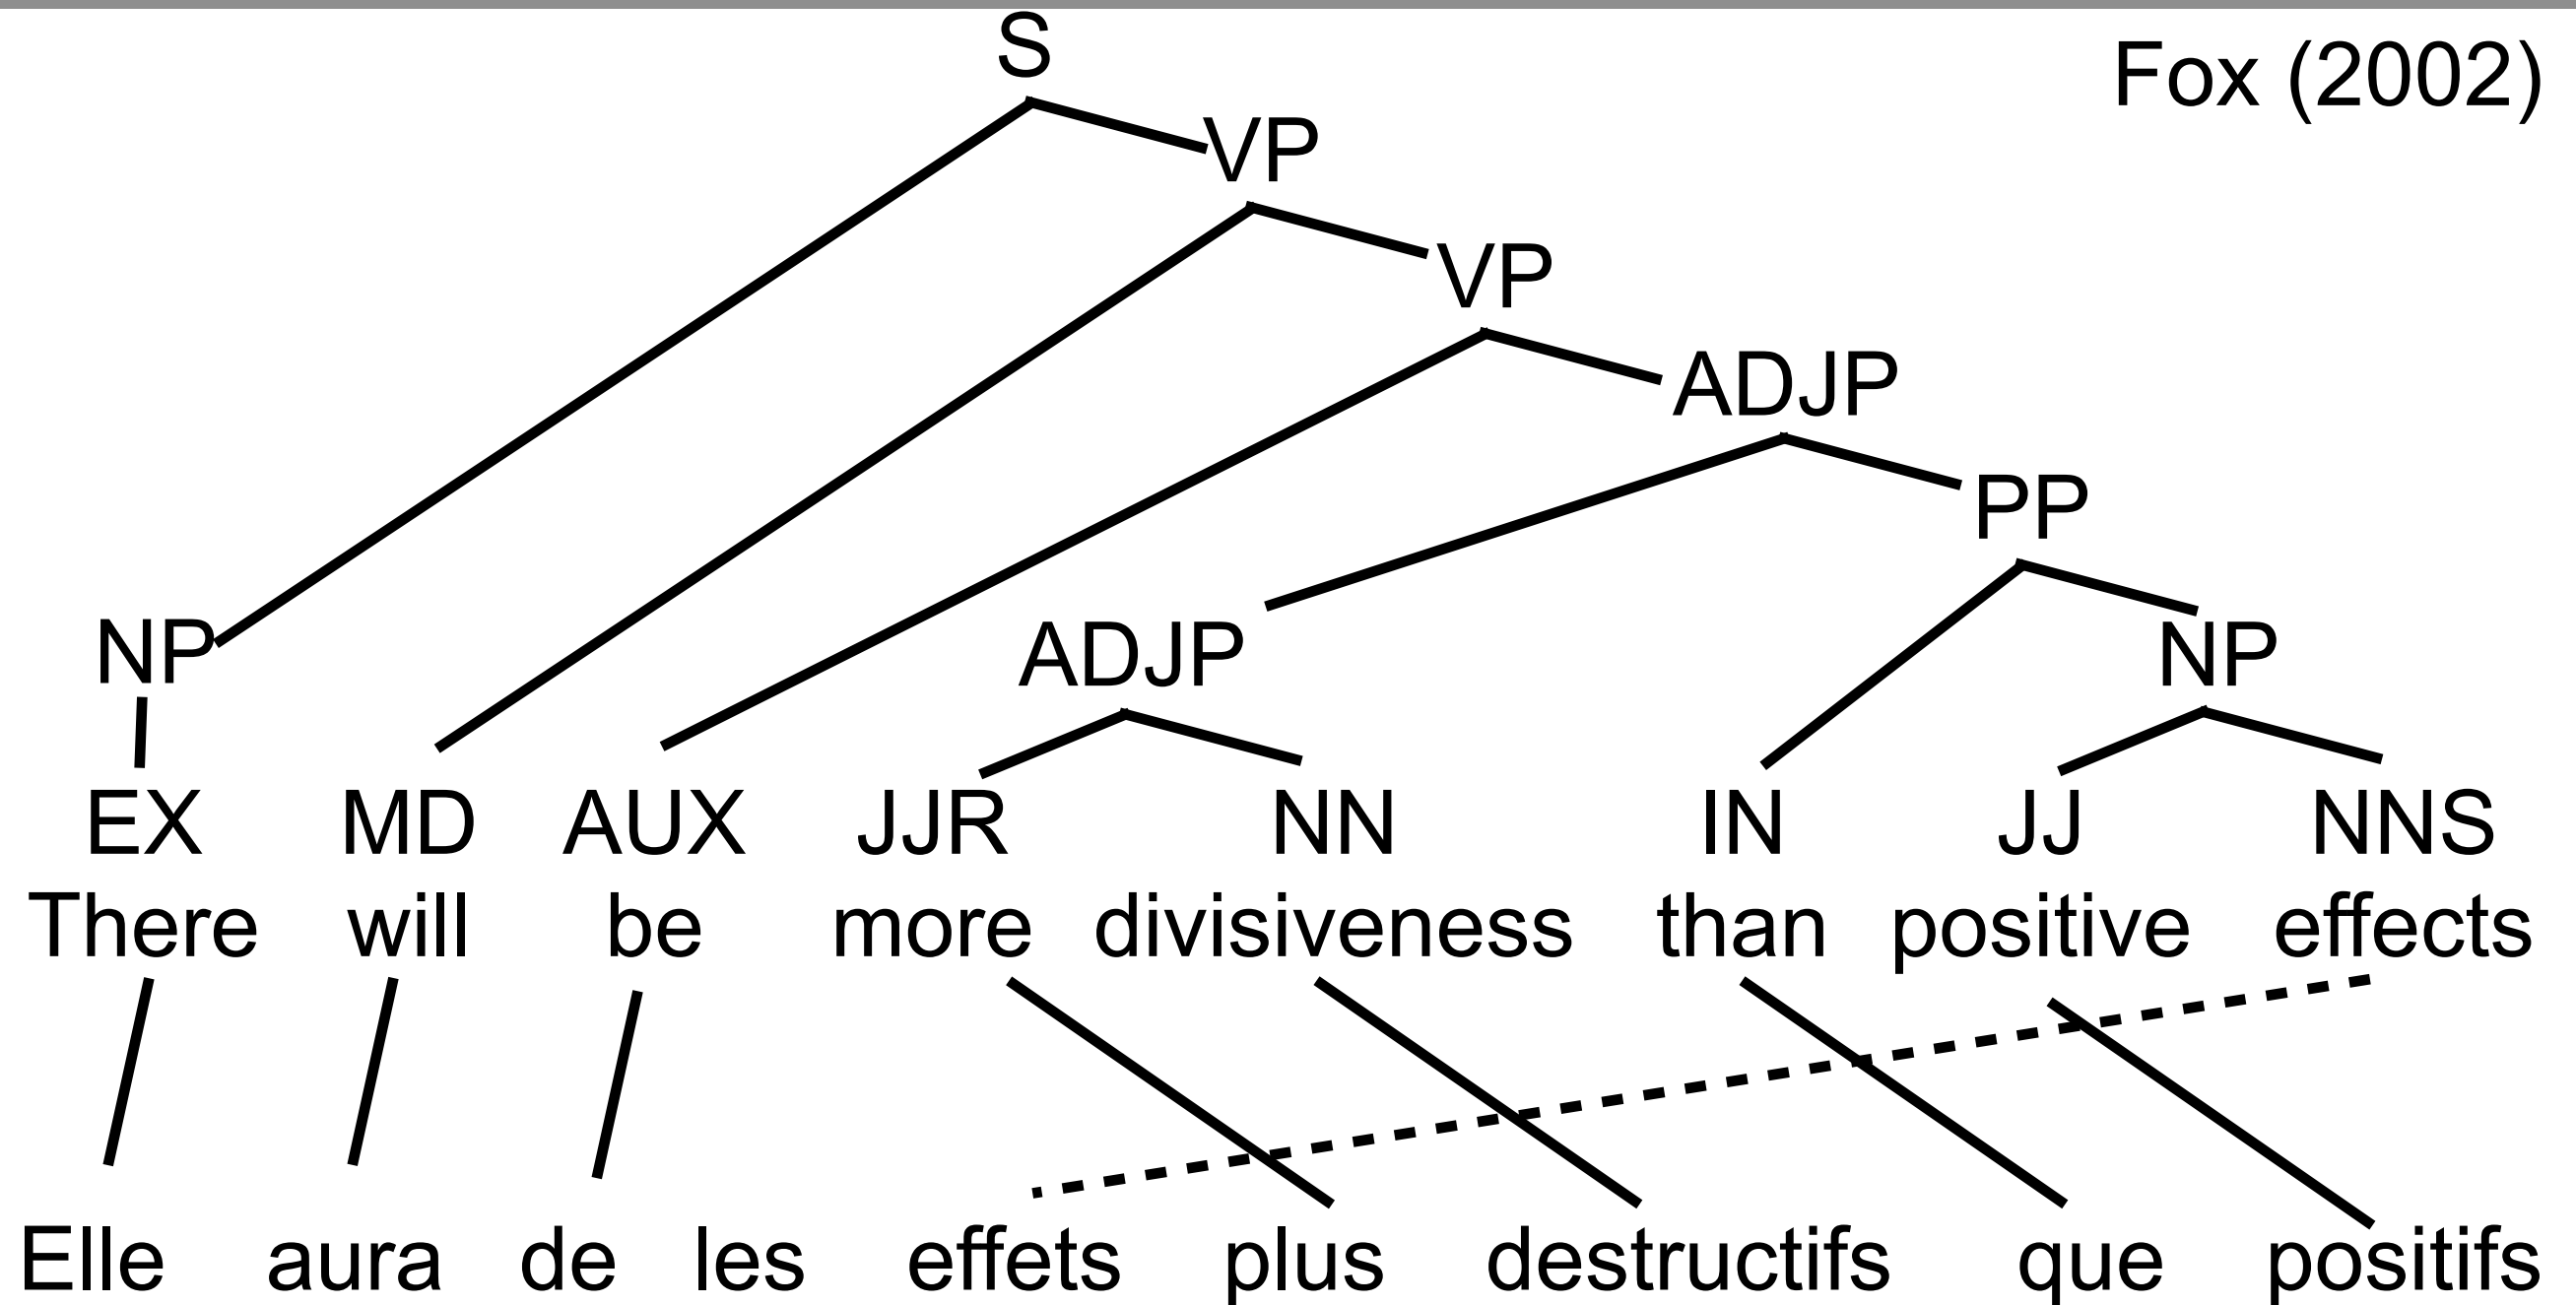 S
Fox (2002)
VP
VP
ADJP
PP
NP ADJP NP
EX MD AUX JJR NN IN JJ NNS
There will be more divisiveness than positive effects
Elle aura de les effets plus destructifs que positifs